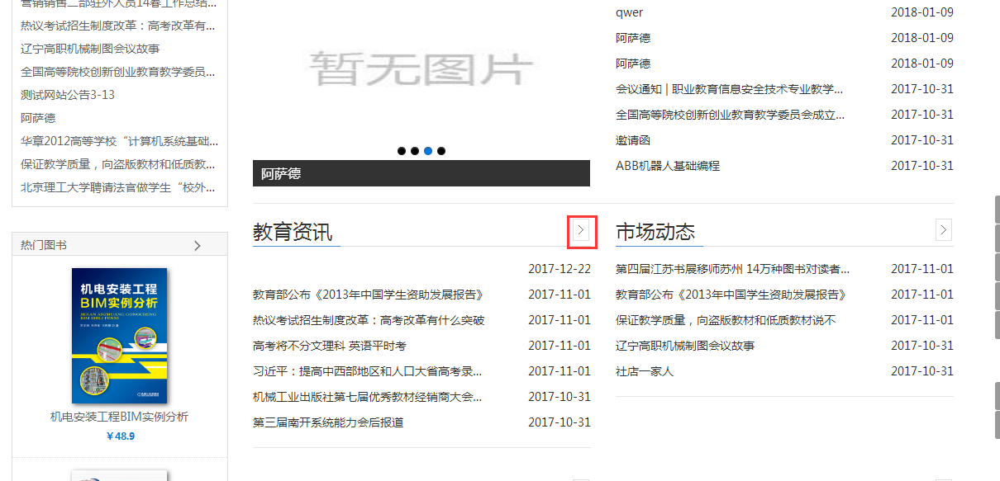 营销销售二部驻外人员14春工作总结...
热议考试招生制度改革：高考改革有...
辽宁高职机械制图会议故事
全国高等院校创新创业教育教学委员...
测试网站公告3-13
阿萨德
华章2012高等学校“计算机系统基础...
保证教学质量，向盗版教材和低质教...
北京理工大学聘请法官做学生“校外...
热门图书
机电安装工程
BIM实例分析
JIDIAN ANZHUANG GONGCHENG
BIM SHILI FENXI
机电安装工程BIM实例分析
￥48.9
暂无图片
阿萨德
qwer 2018-01-09
阿萨德 2018-01-09
阿萨德 2018-01-09
会议通知 | 职业教育信息安全技术专业教学... 2017-10-31
全国高等院校创新创业教育教学委员会成立... 2017-10-31
邀请函 2017-10-31
ABB机器人基础编程 2017-10-31
教育资讯
2017-12-22
教育部公布《2013年中国学生资助发展报告》 2017-11-01
热议考试招生制度改革：高考改革有什么突破 2017-11-01
高考将不分文理科 英语平时考 2017-11-01
习近平：提高中西部地区和人口大省高考录... 2017-11-01
机械工业出版社第七届优秀教材经销商大会... 2017-10-31
第三届南开系统能力会后报道 2017-10-31
市场动态
第四届江苏书展移师苏州 14万种图书对读者... 2017-11-01
教育部公布《2013年中国学生资助发展报告》 2017-11-01
保证教学质量，向盗版教材和低质教材说不 2017-11-01
辽宁高职机械制图会议故事 2017-10-31
社店一家人 2017-10-31